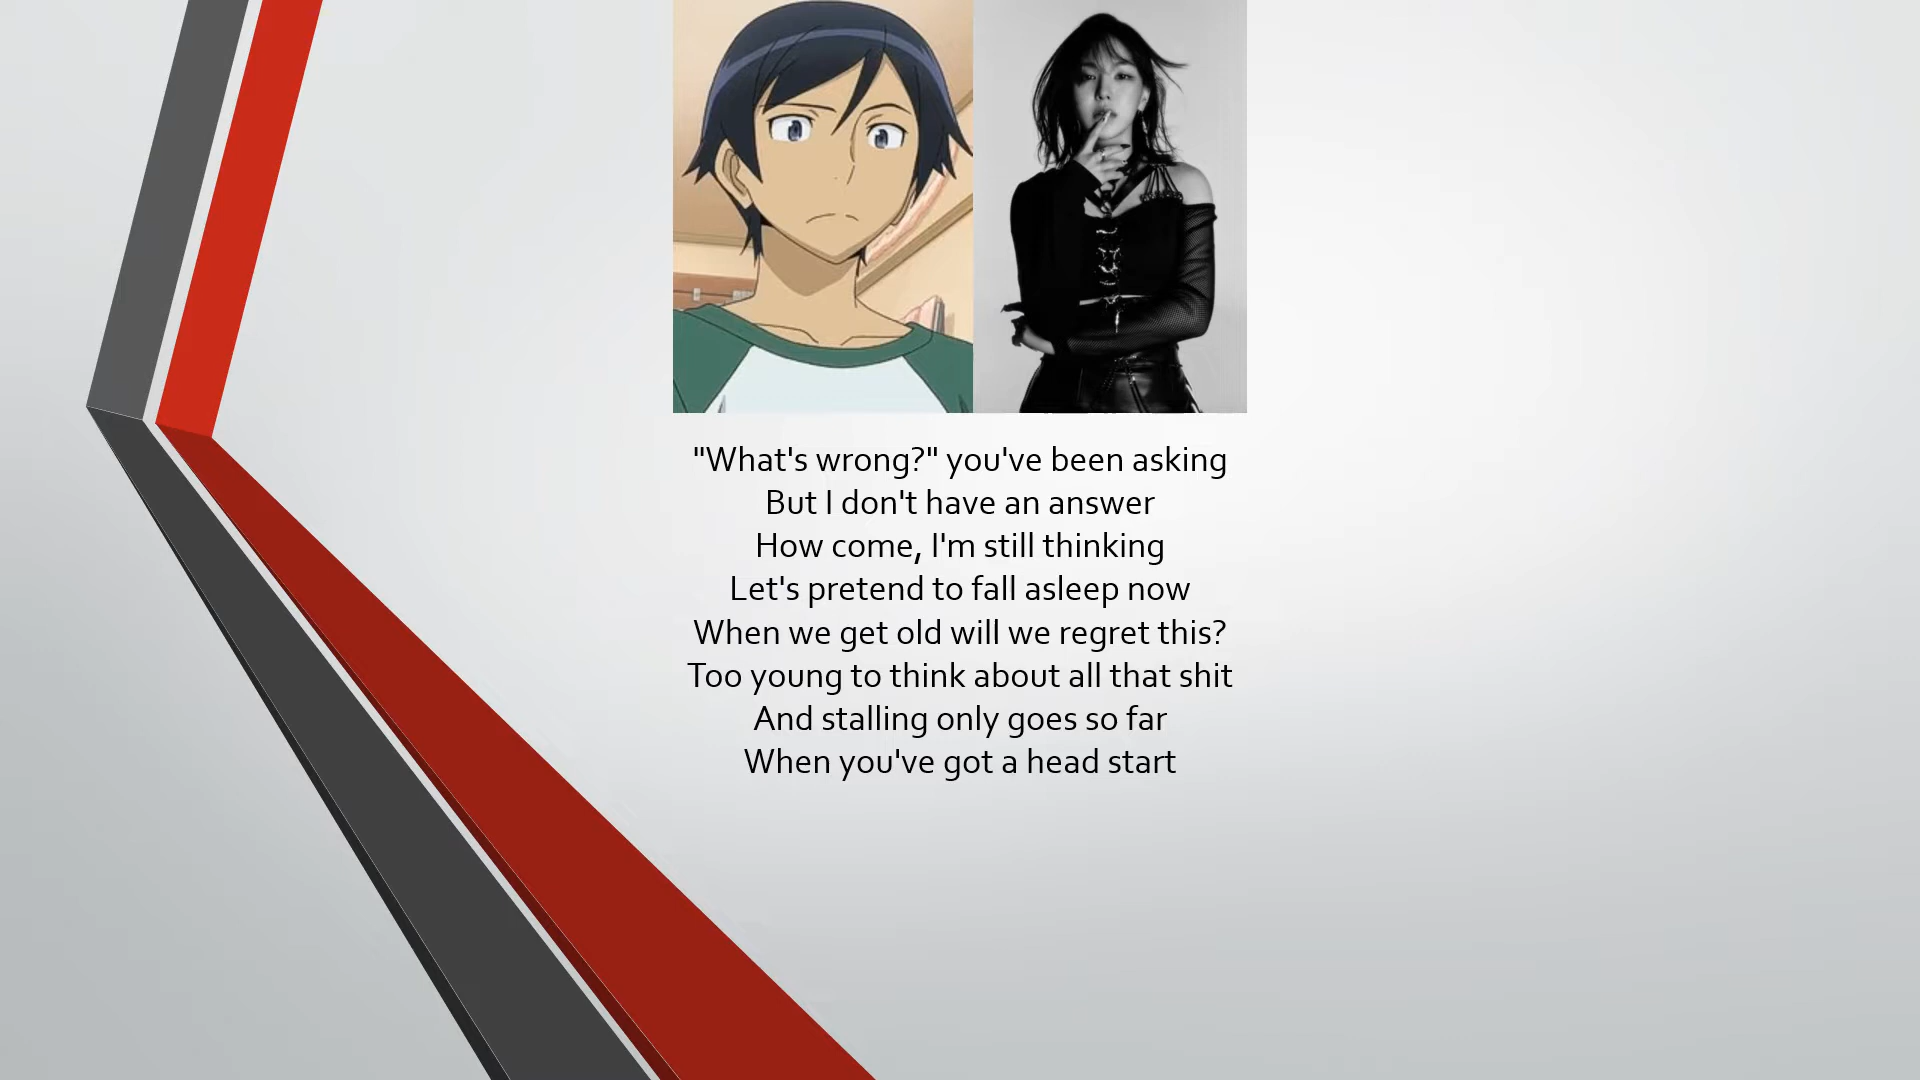 "What's wrong?" you've been asking
But I don't have an answer
How come, I'm still thinking
Let's pretend to fall asleep now
When we get old will we regret this?
Too young to think about all that shit
And stalling only goes so far
When you've got a head start